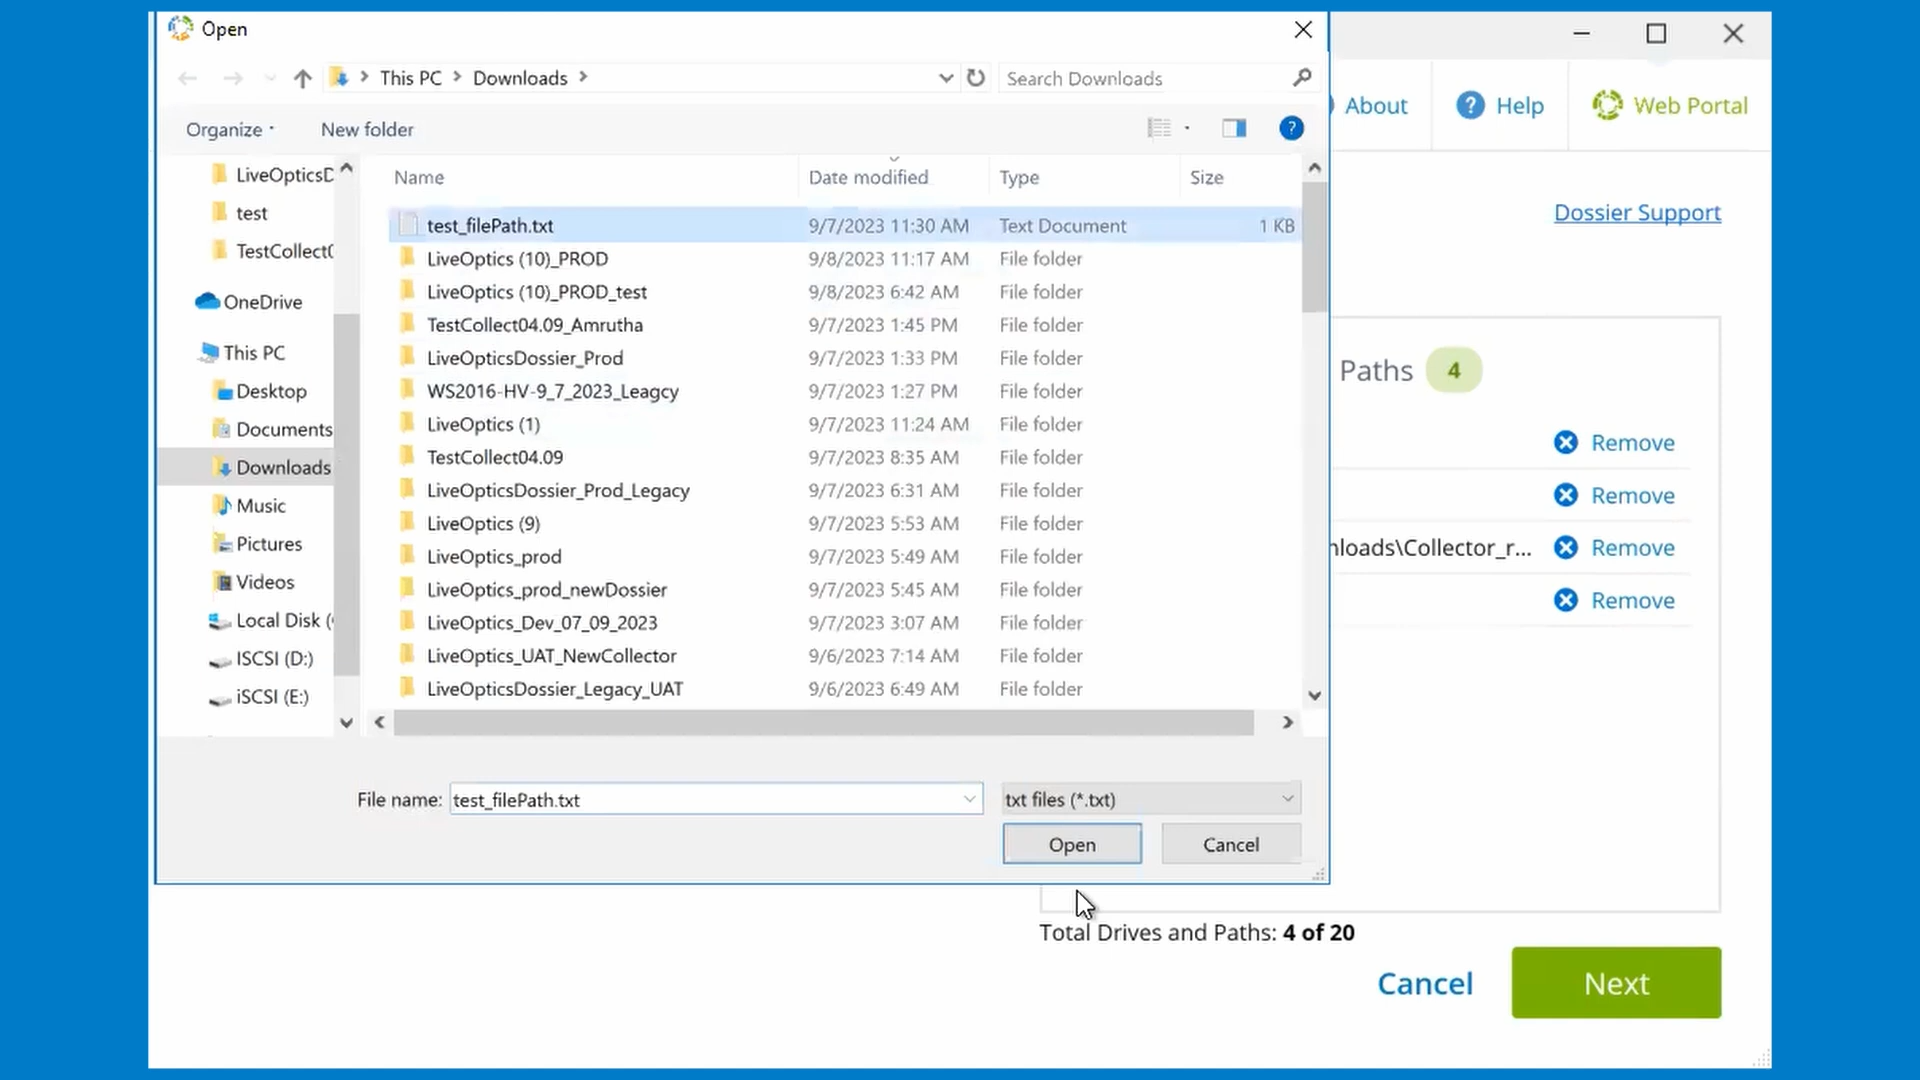 Open
This PC
Downloads
Search Downloads
Organize
New folder
?
About
? Help
Web Portal
Name
Date modified
Type
Size
LiveOpticsD
test
TestCollect0
OneDrive
This PC
Desktop
Documents
Downloads
Music
Pictures
Videos
Local Disk (
ISCSI (D:)
iSCSI (E:)
test_filePath.txt 9/7/2023 11:30 AM Text Document 1 KB
LiveOptics (10)_PROD 9/8/2023 11:17 AM File folder
LiveOptics (10)_PROD_test 9/8/2023 6:42 AM File folder
TestCollect04.09_Amrutha 9/7/2023 1:45 PM File folder
LiveOpticsDossier_Prod 9/7/2023 1:33 PM File folder
WS2016-HV-9_7_2023_Leagcy 9/7/2023 1:27 PM File folder
LiveOptics (1) 9/7/2023 11:24 AM File folder
TestCollect04.09 9/7/2023 8:35 AM File folder
LiveOpticsDossier_Prod_Legacy 9/7/2023 6:31 AM File folder
LiveOptics (9) 9/7/2023 5:53 AM File folder
LiveOptics_prod 9/7/2023 5:49 AM File folder
LiveOptics_prod_newDossier 9/7/2023 5:45 AM File folder
LiveOptics_Dev_07_09_2023 9/7/2023 3:07 AM File folder
LiveOptics_UAT_NewCollector 9/6/2023 7:14 AM File folder
LiveOpticsDossier_Legacy_UAT 9/6/2023 6:49 AM File folder
File name: test_filePath.txt
txt files (*.txt)
Open
Cancel
Dossier Support
Paths 4
Remove
Remove
nloads\Collector_r... Remove
Remove
Total Drives and Paths: 4 of 20
Cancel
Next